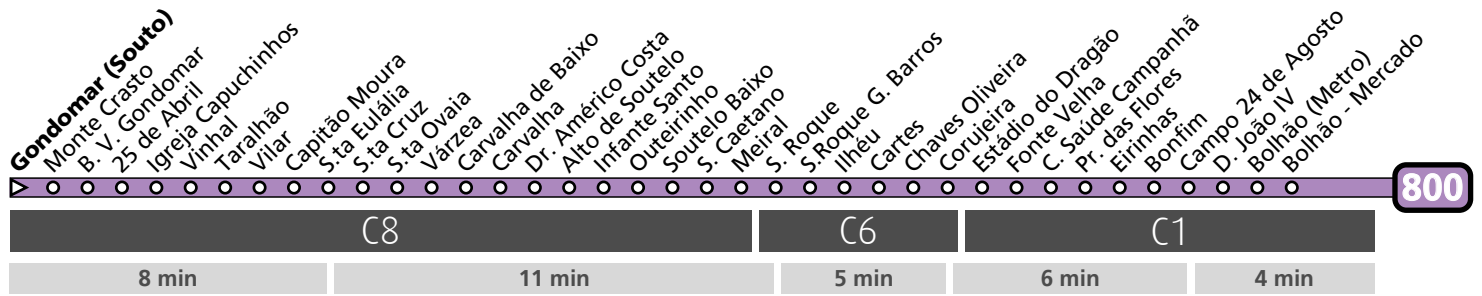 Gondomar (Souto)
Monte Crasto
B. V. Gondomar
25 de Abril
Igreja Capuchinhos
Vinhal
Taralhão
Vilar
Capitão Moura
S.ta Eulália
S.ta Cruz
S.ta Ovaia
Várzea
Carvalha de Baixo
Carvalha
Dr. Américo Costa
Alto de Soutelo
Infante Santo
Outeirinho
Soutelo Baixo
S. Caetano
Meiral
S. Roque
S.Roque G. Barros
Ilhéu
Cartes
Chaves Oliveira
Corujeira
Estádio do Dragão
Fonte Velha
C. Saúde Campanhã
Pr. das Flores
Eirinhas
Bonfim
Campo 24 de Agosto
D. João IV
Bolhão (Metro)
Bolhão - Mercado
800
C8 C6 C1
8 min 11 min 5 min 6 min 4 min